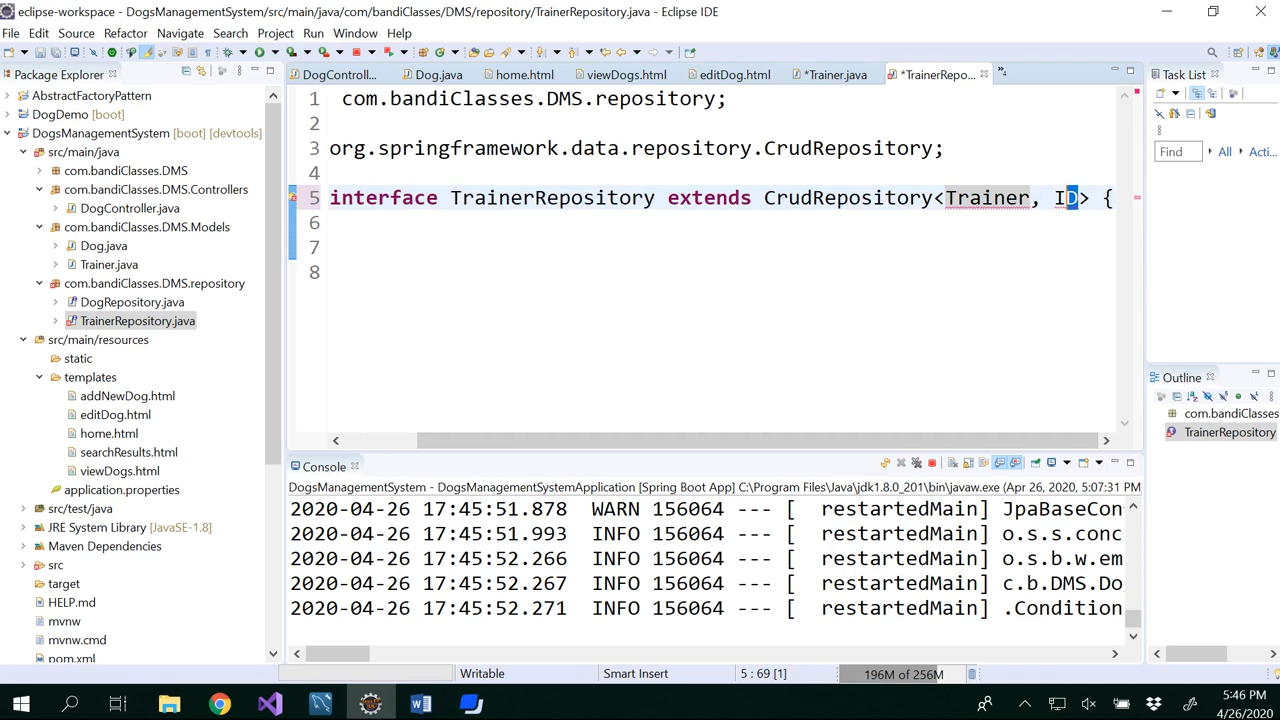 eclipse-workspace - DogsManagementSystem/src/main/java/com/bandiClasses/DMS/repository/TrainerRepository.java - Eclipse IDE
File Edit Source Refactor Navigate Search Project Run Window Help
Package Explorer
DogControll...
Dog.java
home.html
viewDogs.html
editDog.html
*Trainer.java
*TrainerRepo...
Task List
AbstractFactoryPattern
DogDemo [boot]
DogsManagementSystem [boot] [devtools]
src/main/java
com.bandiClasses.DMS
com.bandiClasses.DMS.Controllers
DogController.java
com.bandiClasses.DMS.Models
Dog.java
Trainer.java
com.bandiClasses.DMS.repository
DogRepository.java
TrainerRepository.java
src/main/resources
static
templates
addNewDog.html
editDog.html
home.html
searchResults.html
viewDogs.html
application.properties
src/test/java
JRE System Library [JavaSE-1.8]
Maven Dependencies
src
target
HELP.md
mvnw
mvnw.cmd
pom.xml
1 com.bandiClasses.DMS.repository;
2
3 org.springframework.data.repository.CrudRepository;
4
5 interface TrainerRepository extends CrudRepository<Trainer, ID> {
6
7
8
Find
All
Acti...
Outline
com.bandiClasses
TrainerRepository
Console
DogsManagementSystem - DogsManagementSystemApplication [Spring Boot App] C:\Program Files\Java\jdk1.8.0_201\bin\javaw.exe (Apr 26, 2020, 5:07:31 PM
2020-04-26 17:45:51.878 WARN 156064 --- [ restartedMain] JpaBaseCon
2020-04-26 17:45:51.993 INFO 156064 --- [ restartedMain] o.s.s.conc
2020-04-26 17:45:52.266 INFO 156064 --- [ restartedMain] o.s.b.w.em
2020-04-26 17:45:52.267 INFO 156064 --- [ restartedMain] c.b.DMS.Do
2020-04-26 17:45:52.271 INFO 156064 --- [ restartedMain] .Condition
Writable
Smart Insert
5 : 69 [1]
196M of 256M
5:46 PM
4/26/2020